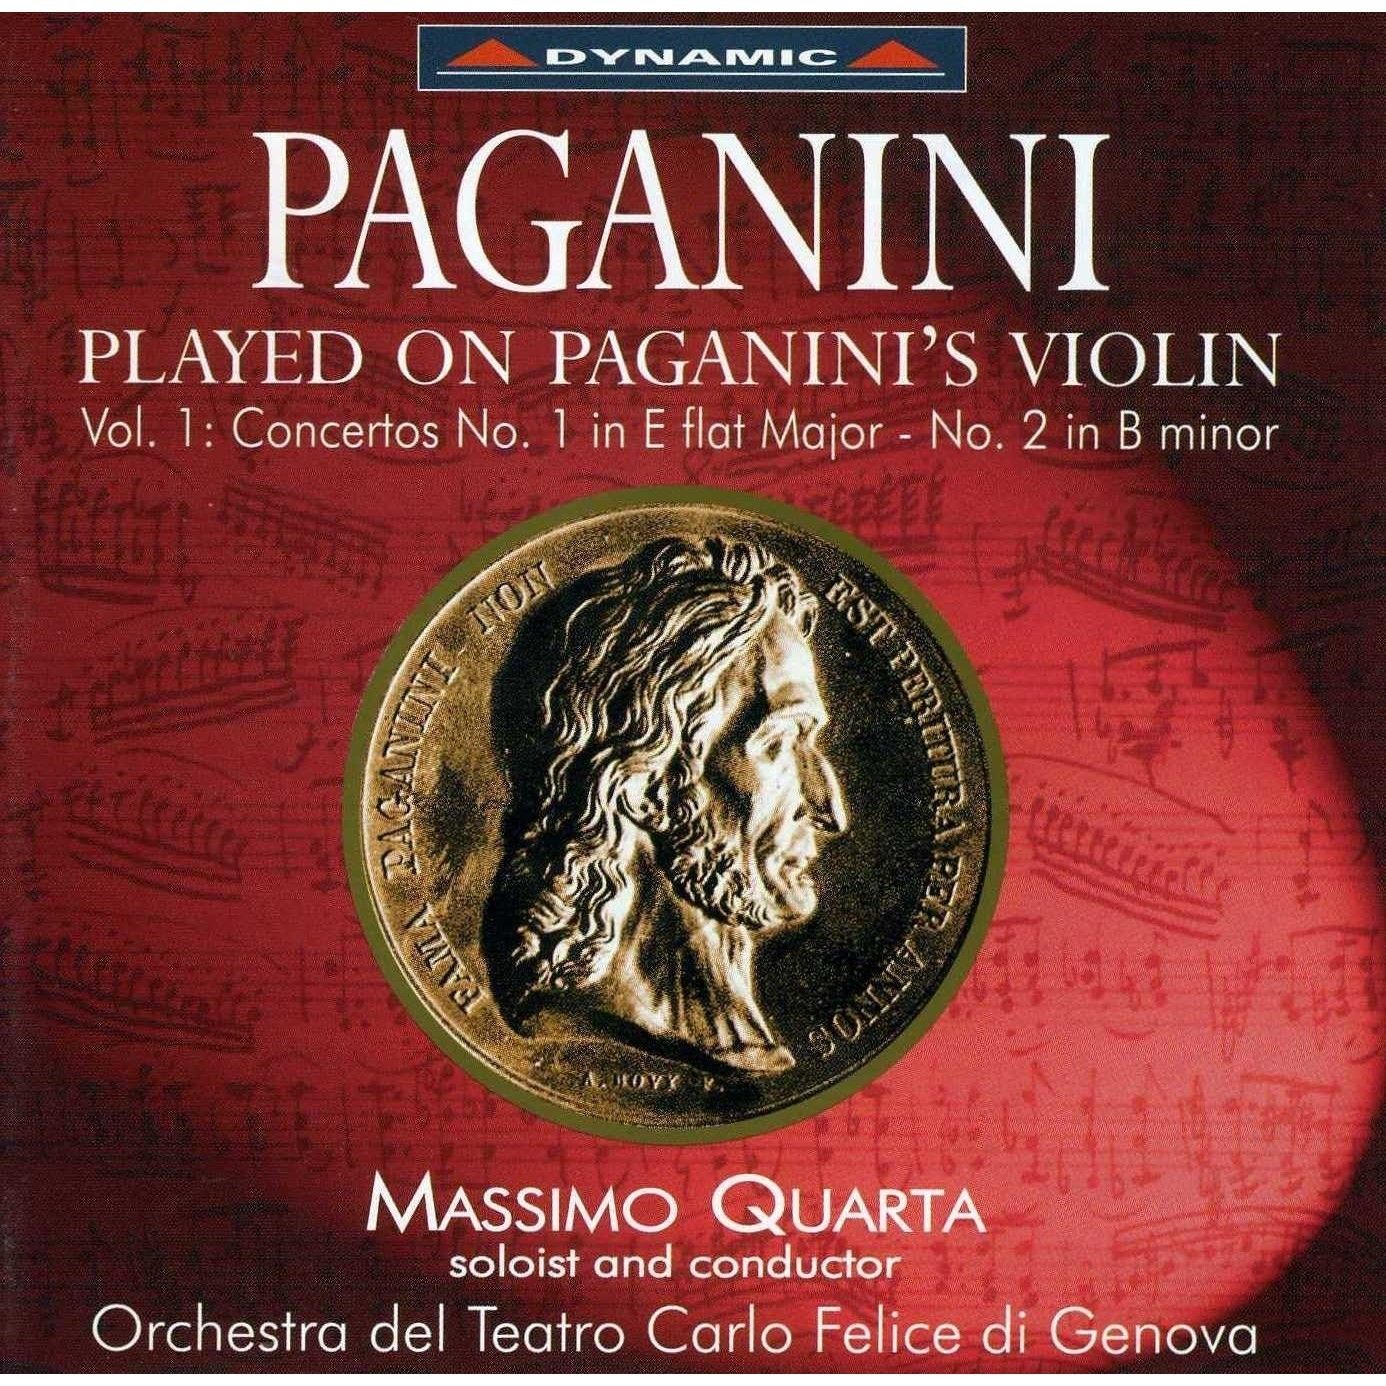 DYNAMIC
PAGANINI
PLAYED ON PAGANINI'S VIOLIN
Vol. 1: Concertos No. 1 in E flat Major - No. 2 in B minor
FAMA PAGANINI NON EST PERITURA PER ANNOS
A. BOVY F.
MASSIMO QUARTA
soloist and conductor
Orchestra del Teatro Carlo Felice di Genova